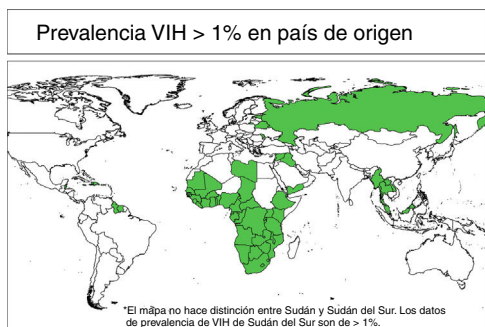 Prevalencia VIH > 1% en país de origen
*El mapa no hace distinción entre Sudán y Sudán del Sur. Los datos
de prevalencia de VIH de Sudán del Sur son de > 1%.